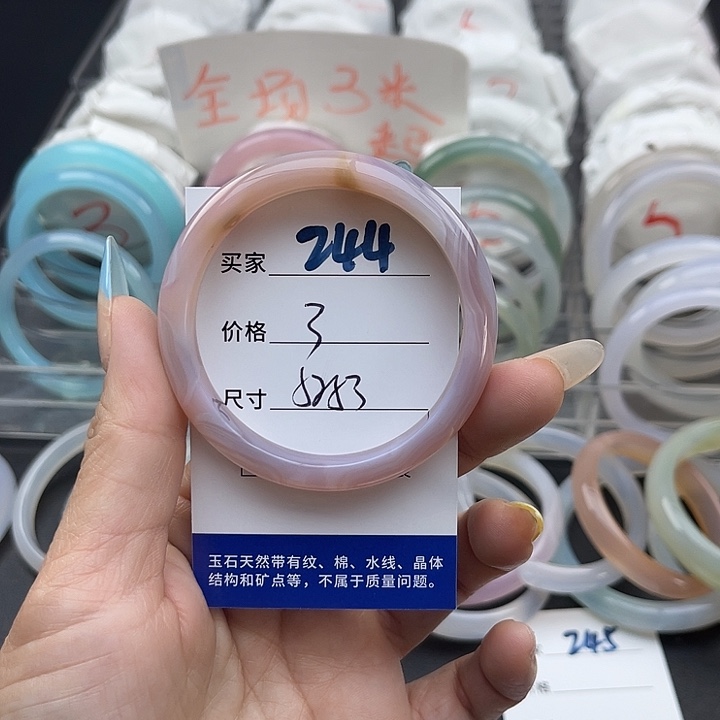 全场3米
起
买家 244
价格 3
尺寸 5253
玉石天然带有纹、棉、水线、晶体
结构和矿点等，不属于质量问题。
245